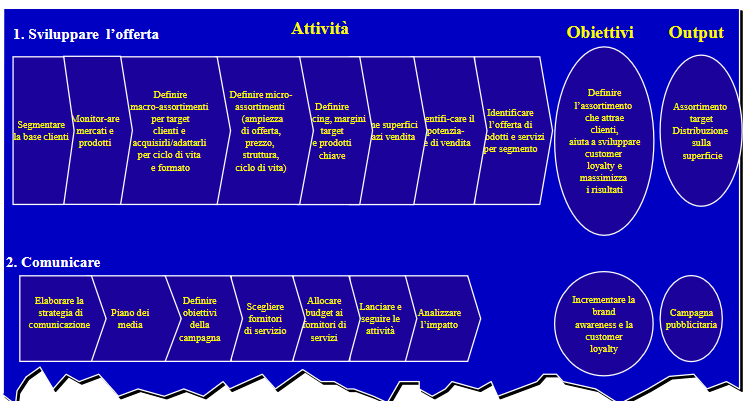 Attività
Obiettivi
Output
1. Sviluppare l'offerta
Segmentare
la base clienti
Monitor-are
mercati e
prodotti
Definire
macro-assortimenti
per target
clienti e
acquisirli/adattarli
per ciclo di vita
e formato
Definire micro-
assortimenti
(ampiezza
di offerta,
prezzo,
struttura,
ciclo di vita)
Definire
cing, margini
target
e prodotti
chiave
ne superfici
azi vendita
entifi-care il
potenzia-
e di vendita
Identificare
l'offerta di
odotti e servizi
per segmento
Definire
l'assortimento
che attrae
clienti,
aiuta a sviluppare
customer
loyalty e
massimizza
i risultati
Assortimento
target
Distribuzione
sulla
superficie
2. Comunicare
Elaborare la
strategia di
comunicazione
Piano dei
media
Definire
obiettivi
della
campagna
Scegliere
fornitori
di servizio
Allocare
budget ai
fornitori di
servizi
Lanciare e
seguire le
attività
Analizzare
l'impatto
Incrementare la
brand
awareness e la
customer
loyalty
Campagna
pubblicitaria